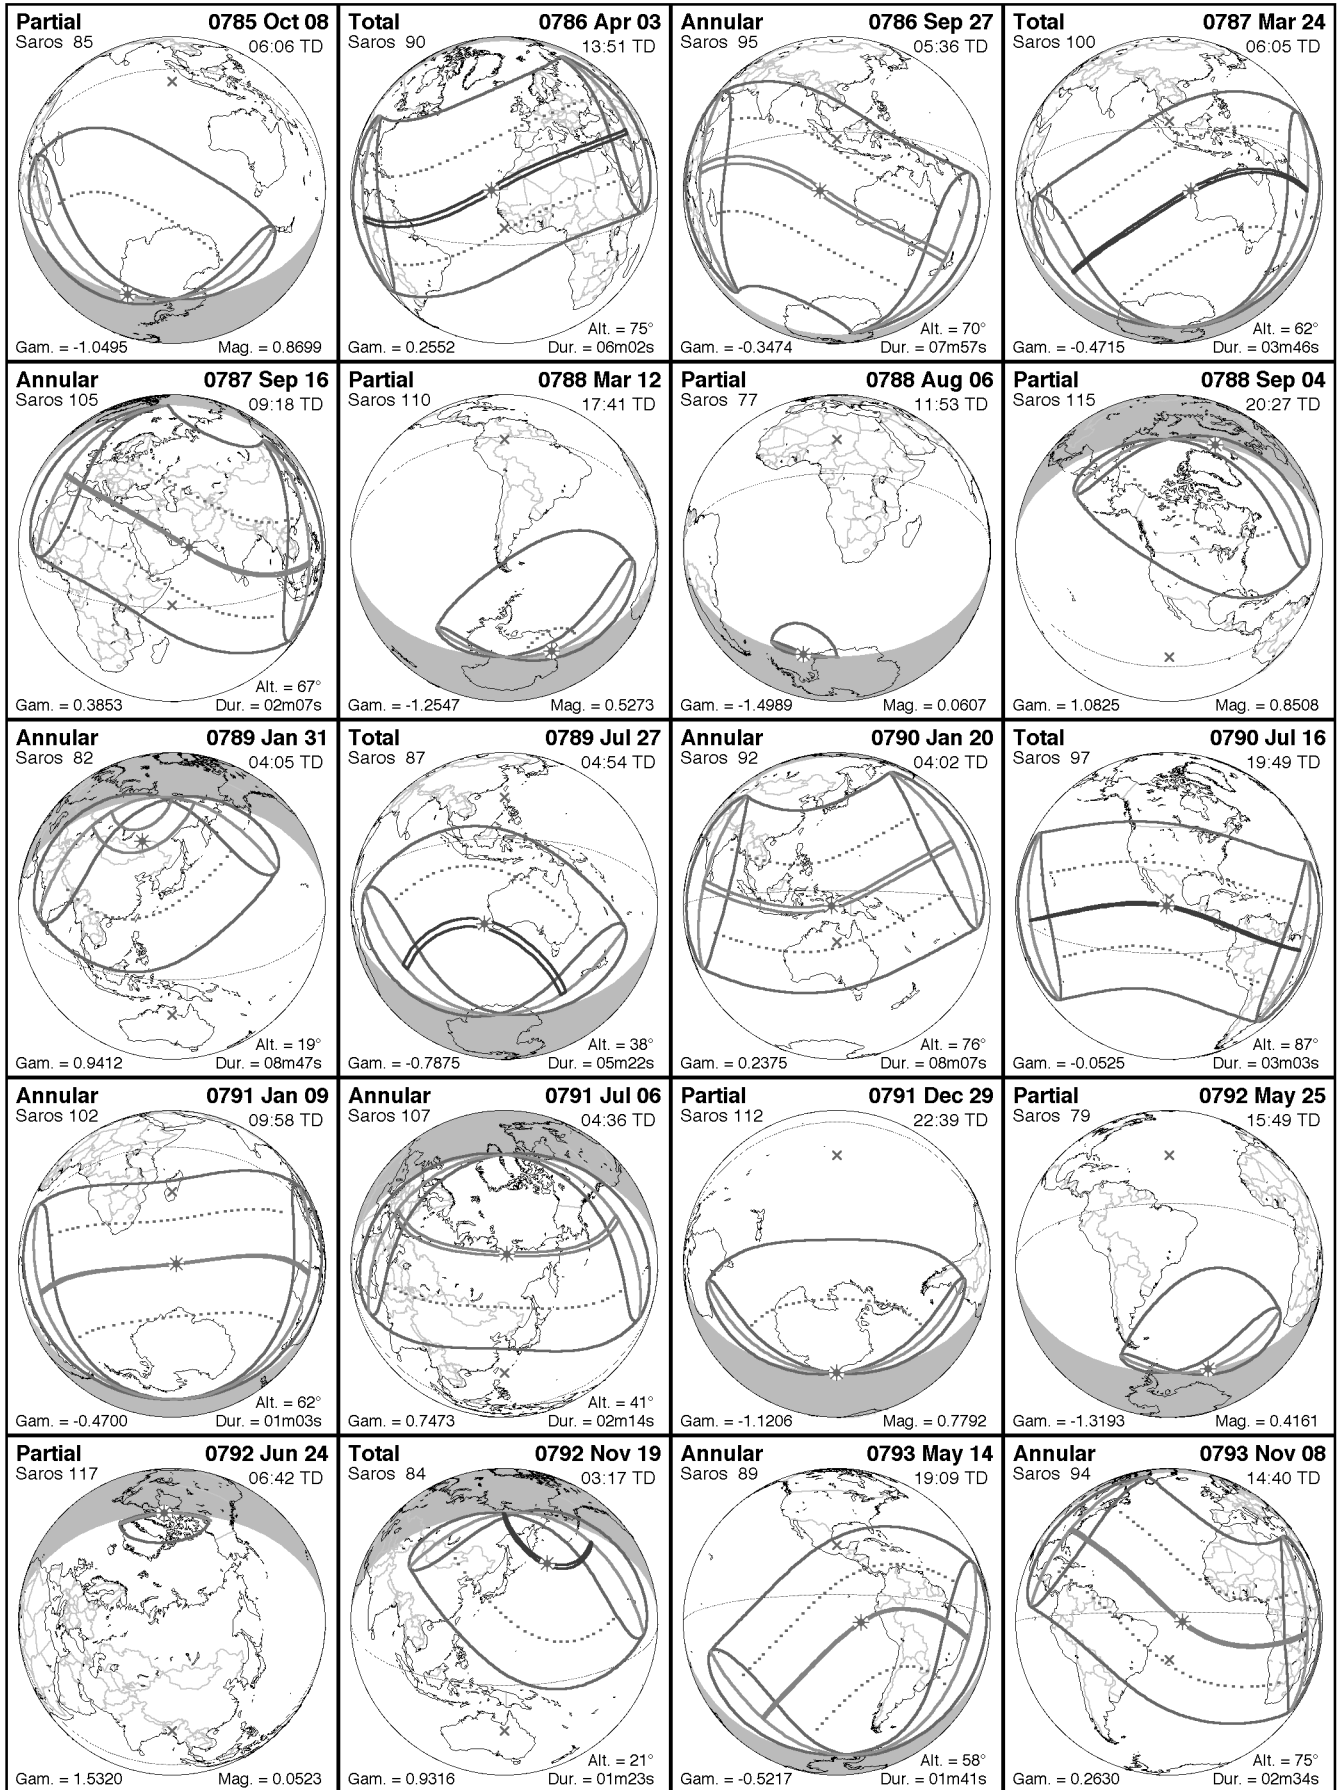 Partial 0785 Oct 08
Saros 85 06:06 TD
Gam. = -1.0495 Mag. = 0.8699
Total 0786 Apr 03
Saros 90 13:51 TD
Alt. = 75°
Gam. = 0.2552 Dur. = 06m02s
Annular 0786 Sep 27
Saros 95 05:36 TD
Alt. = 70°
Gam. = -0.3474 Dur. = 07m57s
Total 0787 Mar 24
Saros 100 06:05 TD
Alt. = 62°
Gam. = -0.4715 Dur. = 03m46s
Annular 0787 Sep 16
Saros 105 09:18 TD
Alt. = 67°
Gam. = 0.3853 Dur. = 02m07s
Partial 0788 Mar 12
Saros 110 17:41 TD
Gam. = -1.2547 Mag. = 0.5273
Partial 0788 Aug 06
Saros 77 11:53 TD
Gam. = -1.4989 Mag. = 0.0607
Partial 0788 Sep 04
Saros 115 20:27 TD
Gam. = 1.0825 Mag. = 0.8508
Annular 0789 Jan 31
Saros 82 04:05 TD
Alt. = 19°
Gam. = 0.9412 Dur. = 08m47s
Total 0789 Jul 27
Saros 87 04:54 TD
Alt. = 38°
Gam. = -0.7875 Dur. = 05m22s
Annular 0790 Jan 20
Saros 92 04:02 TD
Alt. = 76°
Gam. = 0.2375 Dur. = 08m07s
Total 0790 Jul 16
Saros 97 19:49 TD
Alt. = 87°
Gam. = -0.0525 Dur. = 03m03s
Annular 0791 Jan 09
Saros 102 09:58 TD
Alt. = 62°
Gam. = -0.4700 Dur. = 01m03s
Annular 0791 Jul 06
Saros 107 04:36 TD
Alt. = 41°
Gam. = 0.7473 Dur. = 02m14s
Partial 0791 Dec 29
Saros 112 22:39 TD
Gam. = -1.1206 Mag. = 0.7792
Partial 0792 May 25
Saros 79 15:49 TD
Gam. = -1.3193 Mag. = 0.4161
Partial 0792 Jun 24
Saros 117 06:42 TD
Gam. = 1.5320 Mag. = 0.0523
Total 0792 Nov 19
Saros 84 03:17 TD
Alt. = 21°
Gam. = 0.9316 Dur. = 01m23s
Annular 0793 May 14
Saros 89 19:09 TD
Alt. = 58°
Gam. = -0.5217 Dur. = 01m41s
Annular 0793 Nov 08
Saros 94 14:40 TD
Alt. = 75°
Gam. = 0.2630 Dur. = 02m34s